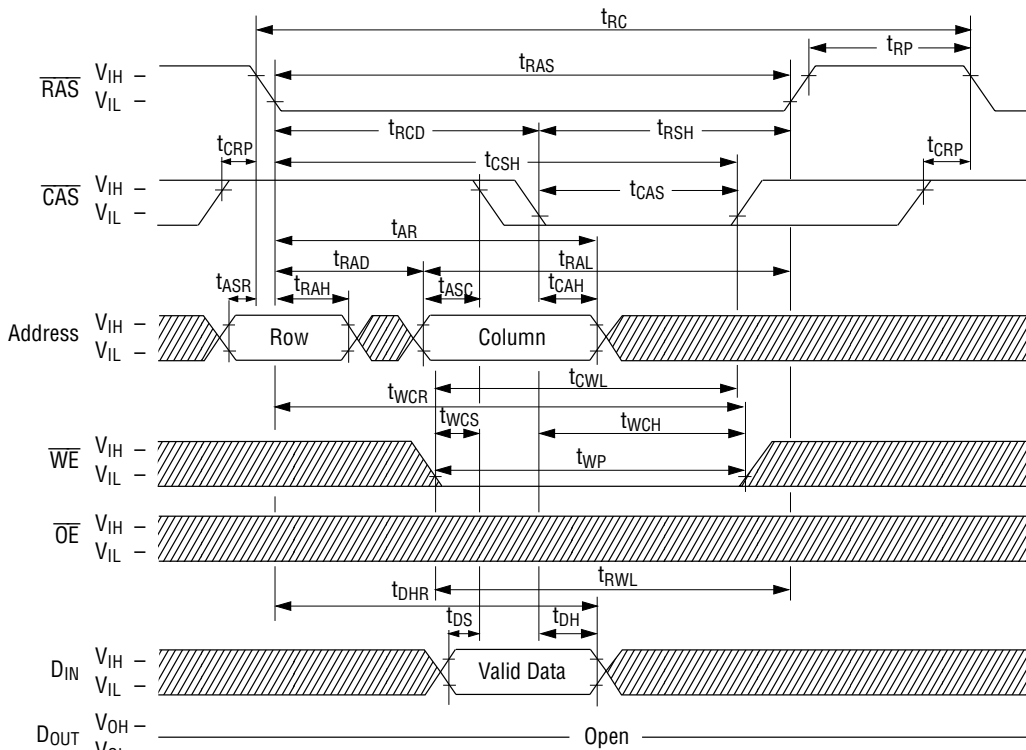 tRC
tRP
tRAS
RAS VIH –
VIL –
tRCD tRSH
tCRP tCSH tCRP
CAS VIH –
VIL –
tCAS
tAR
tRAD tRAL
tASR tRAH tASC tCAH
Address VIH –
VIL –
Row Column
tCWL
tWCR
tWCS tWCH
WE VIH –
VIL –
tWP
OE VIH –
VIL –
tRWL
tDHR
tDS tDH
DIN VIH –
VIL –
Valid Data
DOUT VOH –
Open